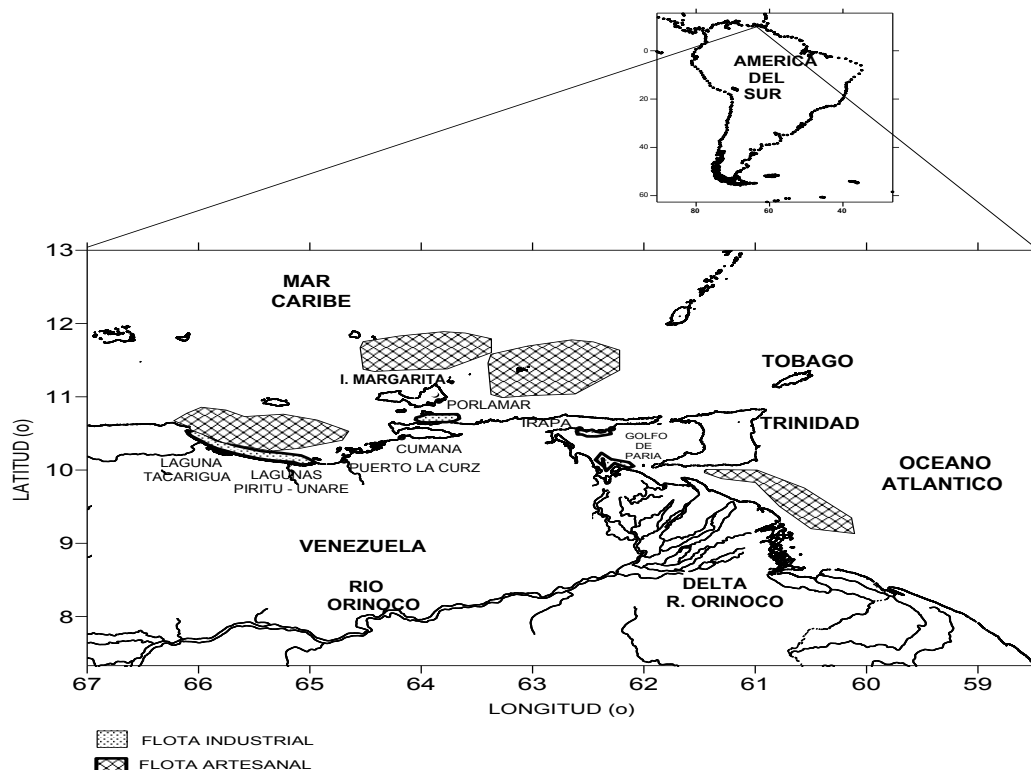 AMERICA
DEL
SUR
0
20
40
60
80 60 40
13
12
11
10
9
8
LATITUD (o)
MAR
CARIBE
TOBAGO
I. MARGARITA
PORLAMAR
IRAPA
TRINIDAD
GOLFO
DE
PARIA
CUMANA
LAGUNA
TACARIGUA
LAGUNAS
PIRITU - UNARE
PUERTO LA CURZ
OCEANO
ATLANTICO
VENEZUELA
RIO
ORINOCO
DELTA
R. ORINOCO
67 66 65 64 63 62 61 60 59
LONGITUD (o)
FLOTA INDUSTRIAL
FLOTA ARTESANAL